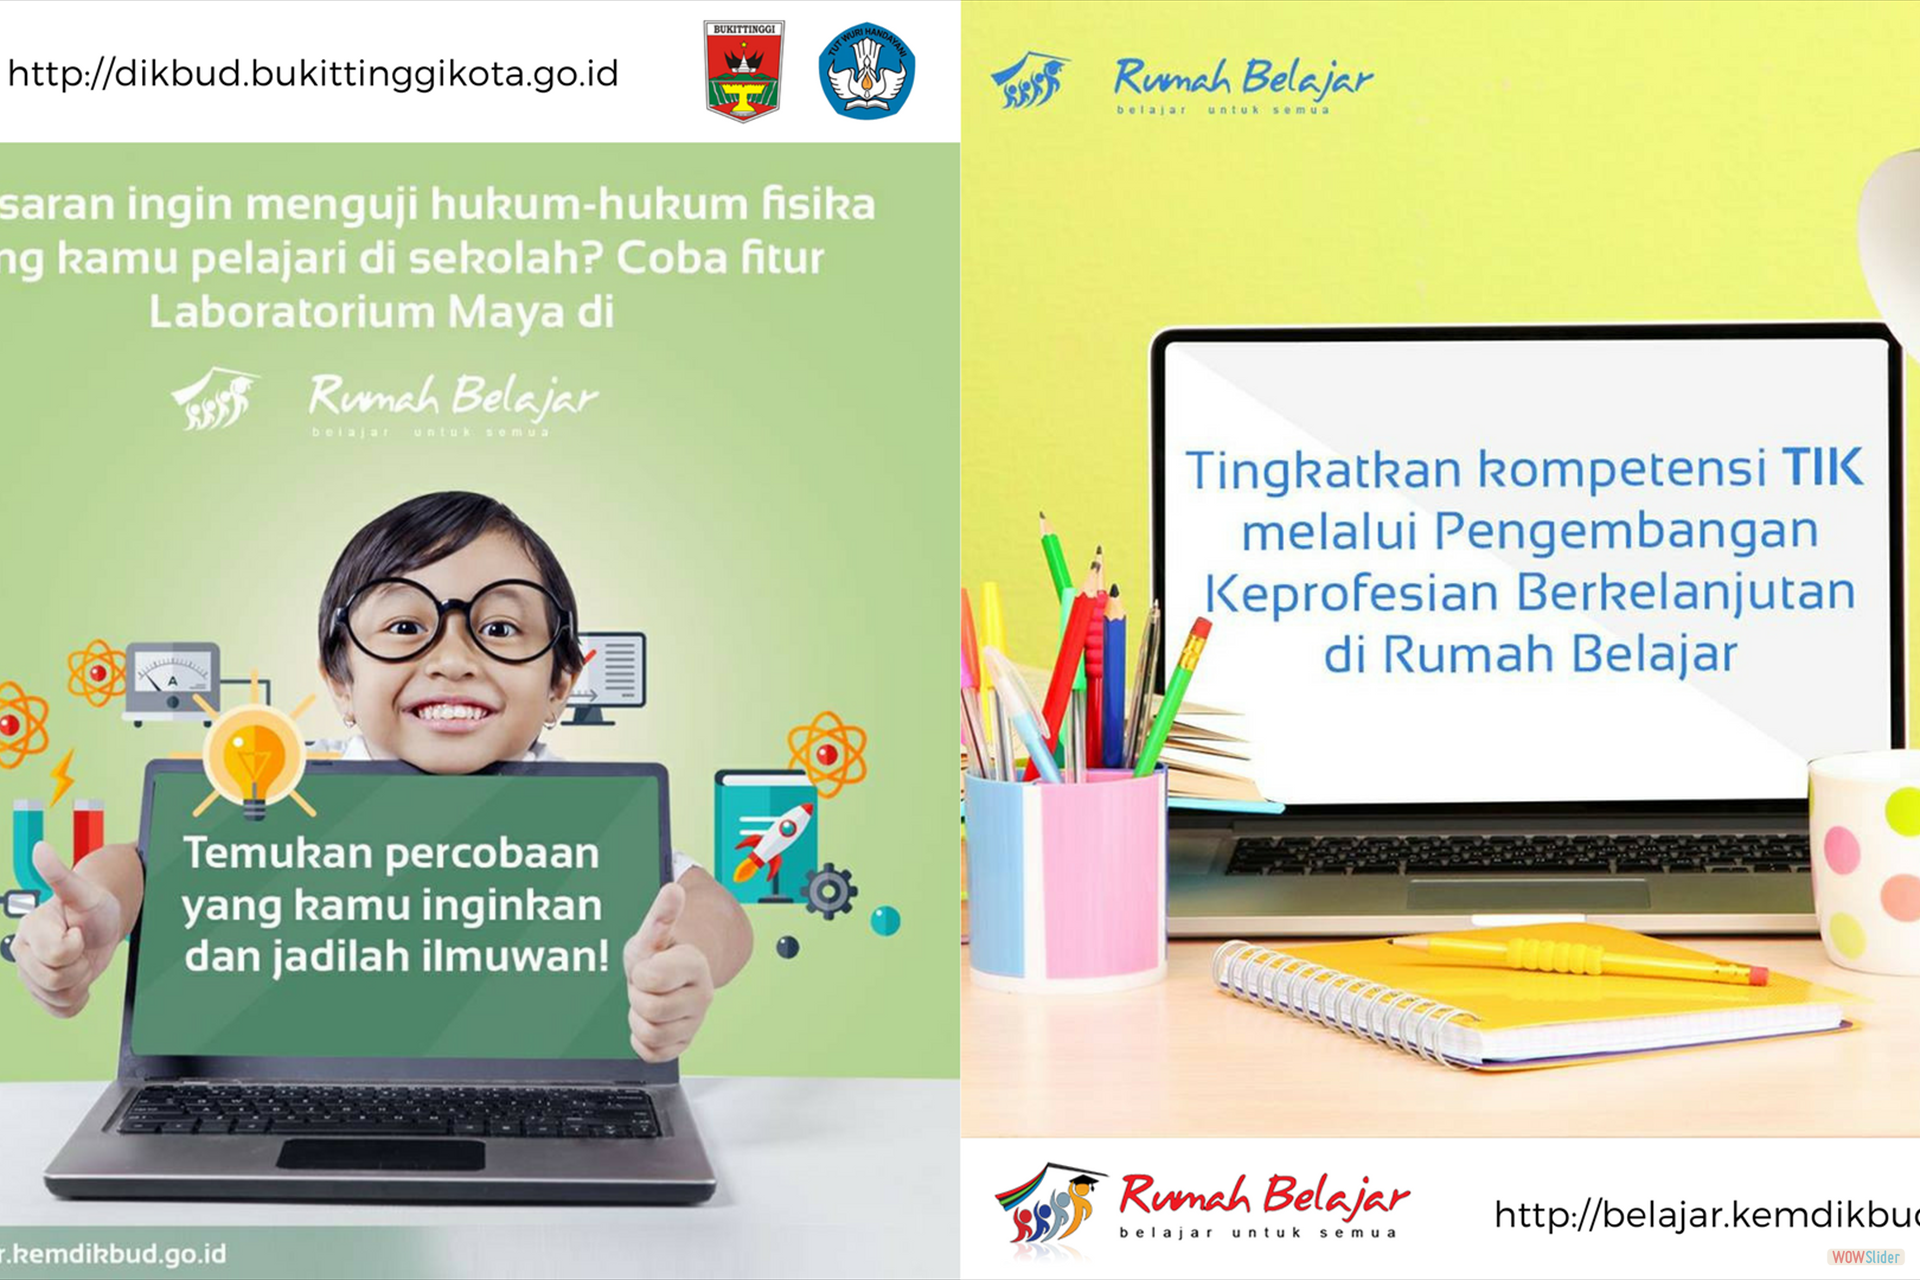 http://dikbud.bukittinggikota.go.id
BUKITTINGGI
TUT WURI HANDAYANI
saran ingin menguji hukum-hukum fisika
ng kamu pelajari di sekolah? Coba fitur
Laboratorium Maya di
Rumah Belajar
belajar untuk semua
A
Temukan percobaan
yang kamu inginkan
dan jadilah ilmuwan!
r.kemdikbud.go.id
Rumah Belajar
belajar untuk semua
Tingkatkan kompetensi TIK
melalui Pengembangan
Keprofesian Berkelanjutan
di Rumah Belajar
Rumah Belajar
belajar untuk semua
http://belajar.kemdikbud
WOWSlider